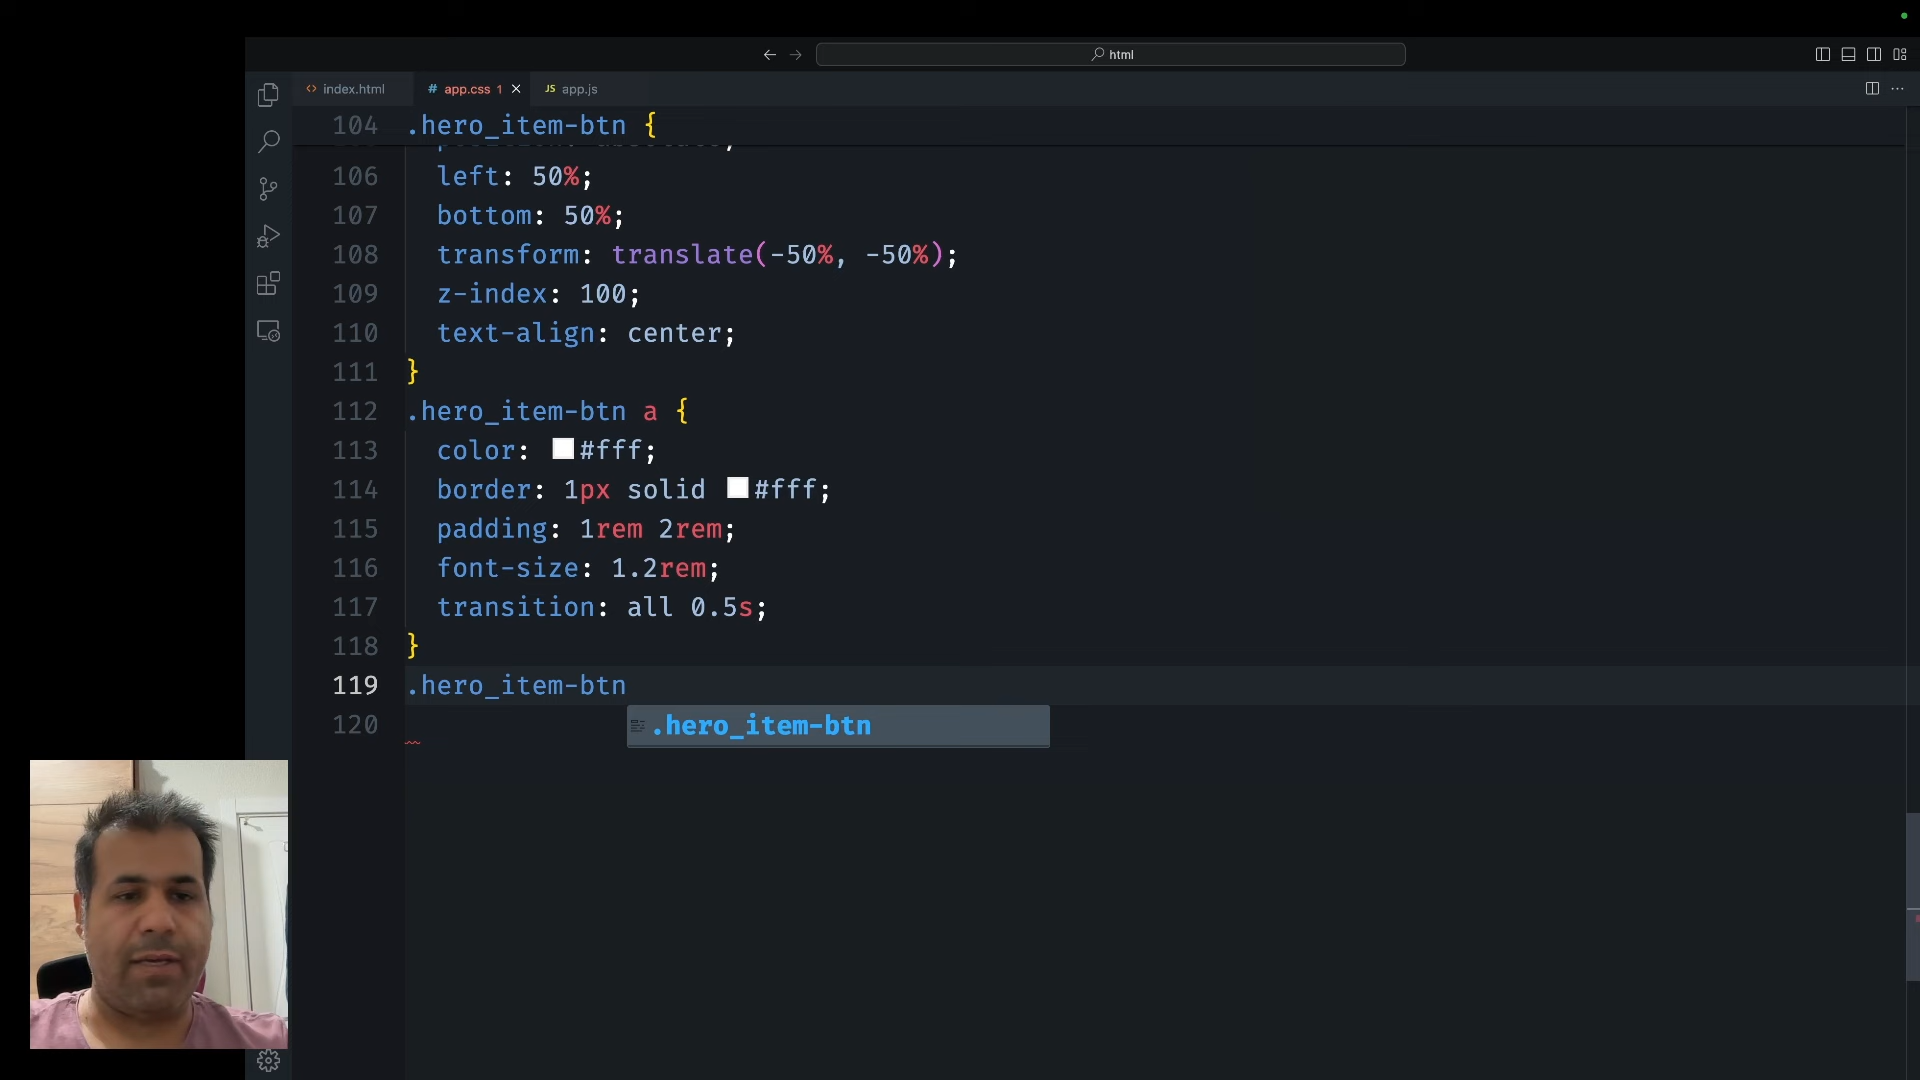 html
index.html
# app.css 1
JS app.js
104 .hero_item-btn {
106 left: 50%;
107 bottom: 50%;
108 transform: translate(-50%, -50%);
109 z-index: 100;
110 text-align: center;
111 }
112 .hero_item-btn a {
113 color: #fff;
114 border: 1px solid #fff;
115 padding: 1rem 2rem;
116 font-size: 1.2rem;
117 transition: all 0.5s;
118 }
119 .hero_item-btn
120
.hero_item-btn